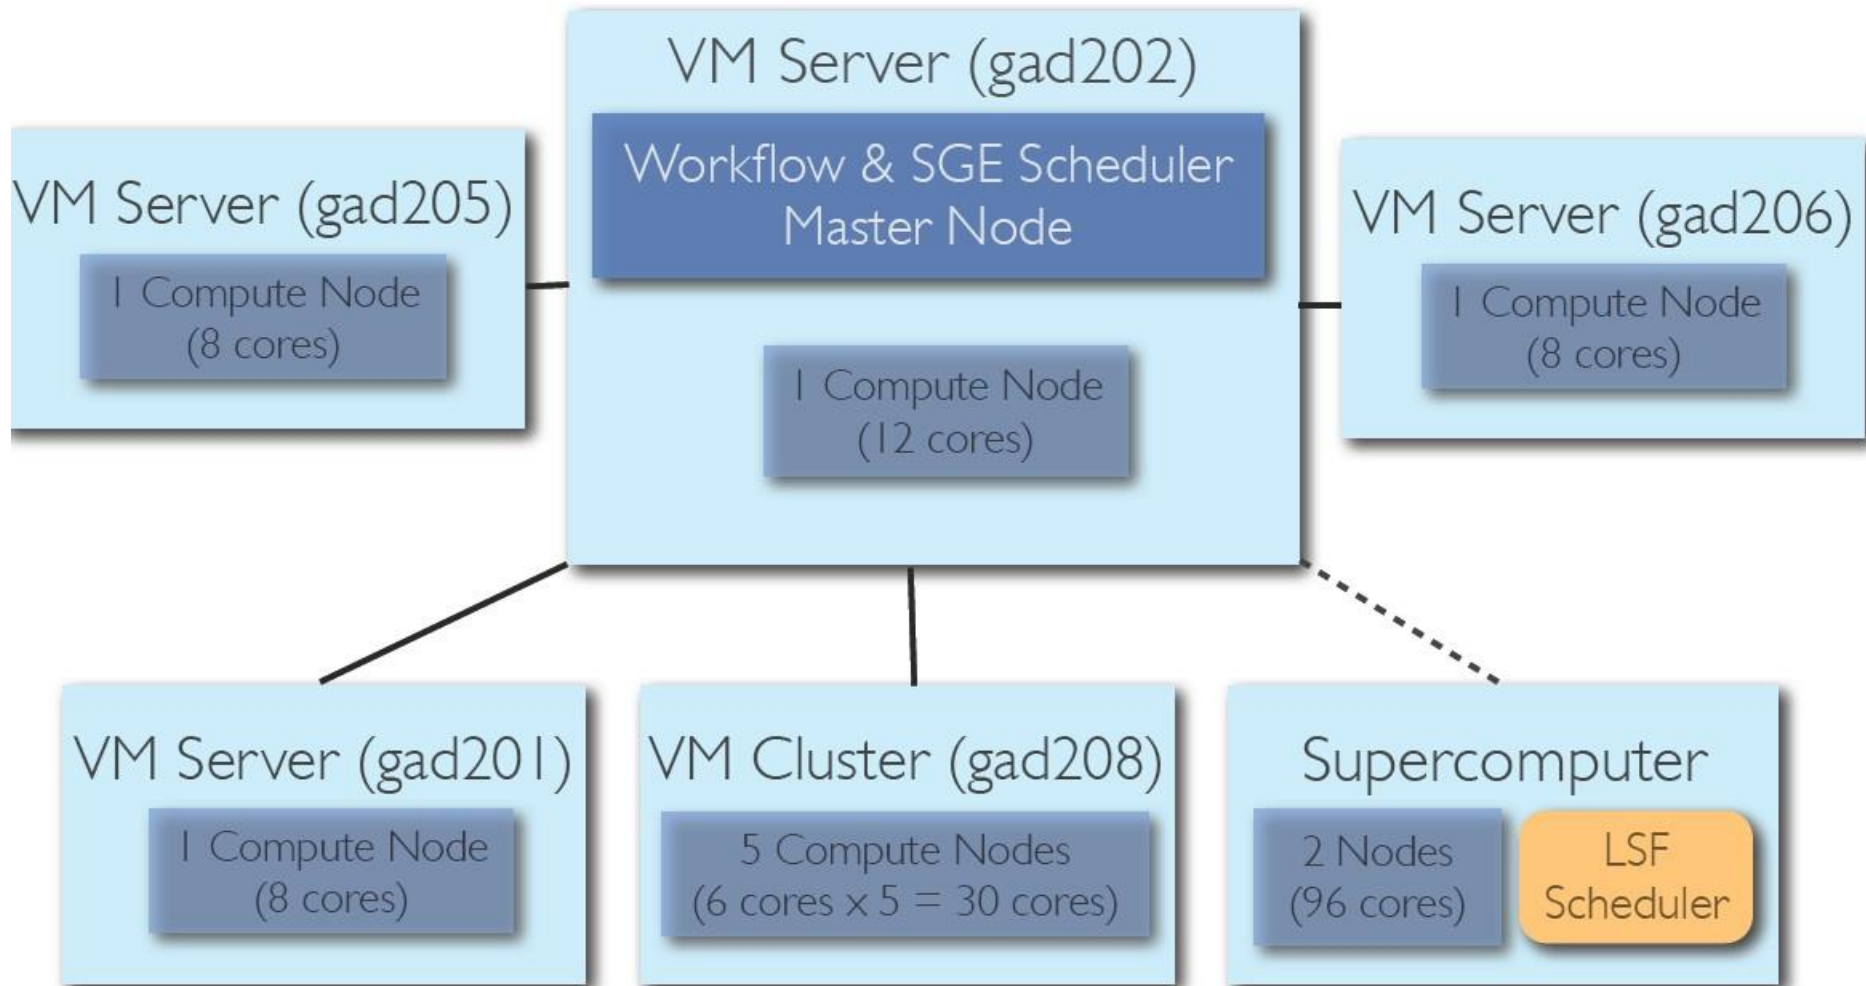 VM Server (gad202)
Workflow & SGE Scheduler
Master Node
1 Compute Node
(12 cores)
VM Server (gad205)
1 Compute Node
(8 cores)
VM Server (gad206)
1 Compute Node
(8 cores)
VM Server (gad201)
1 Compute Node
(8 cores)
VM Cluster (gad208)
5 Compute Nodes
(6 cores x 5 = 30 cores)
Supercomputer
2 Nodes
(96 cores)
LSF
Scheduler